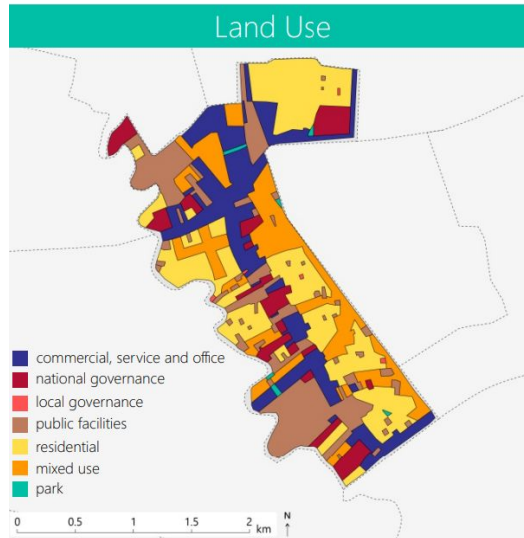 Land Use
commercial, service and office
national governance
local governance
public facilities
residential
mixed use
park
0 0.5 1 1.5 2
km
N